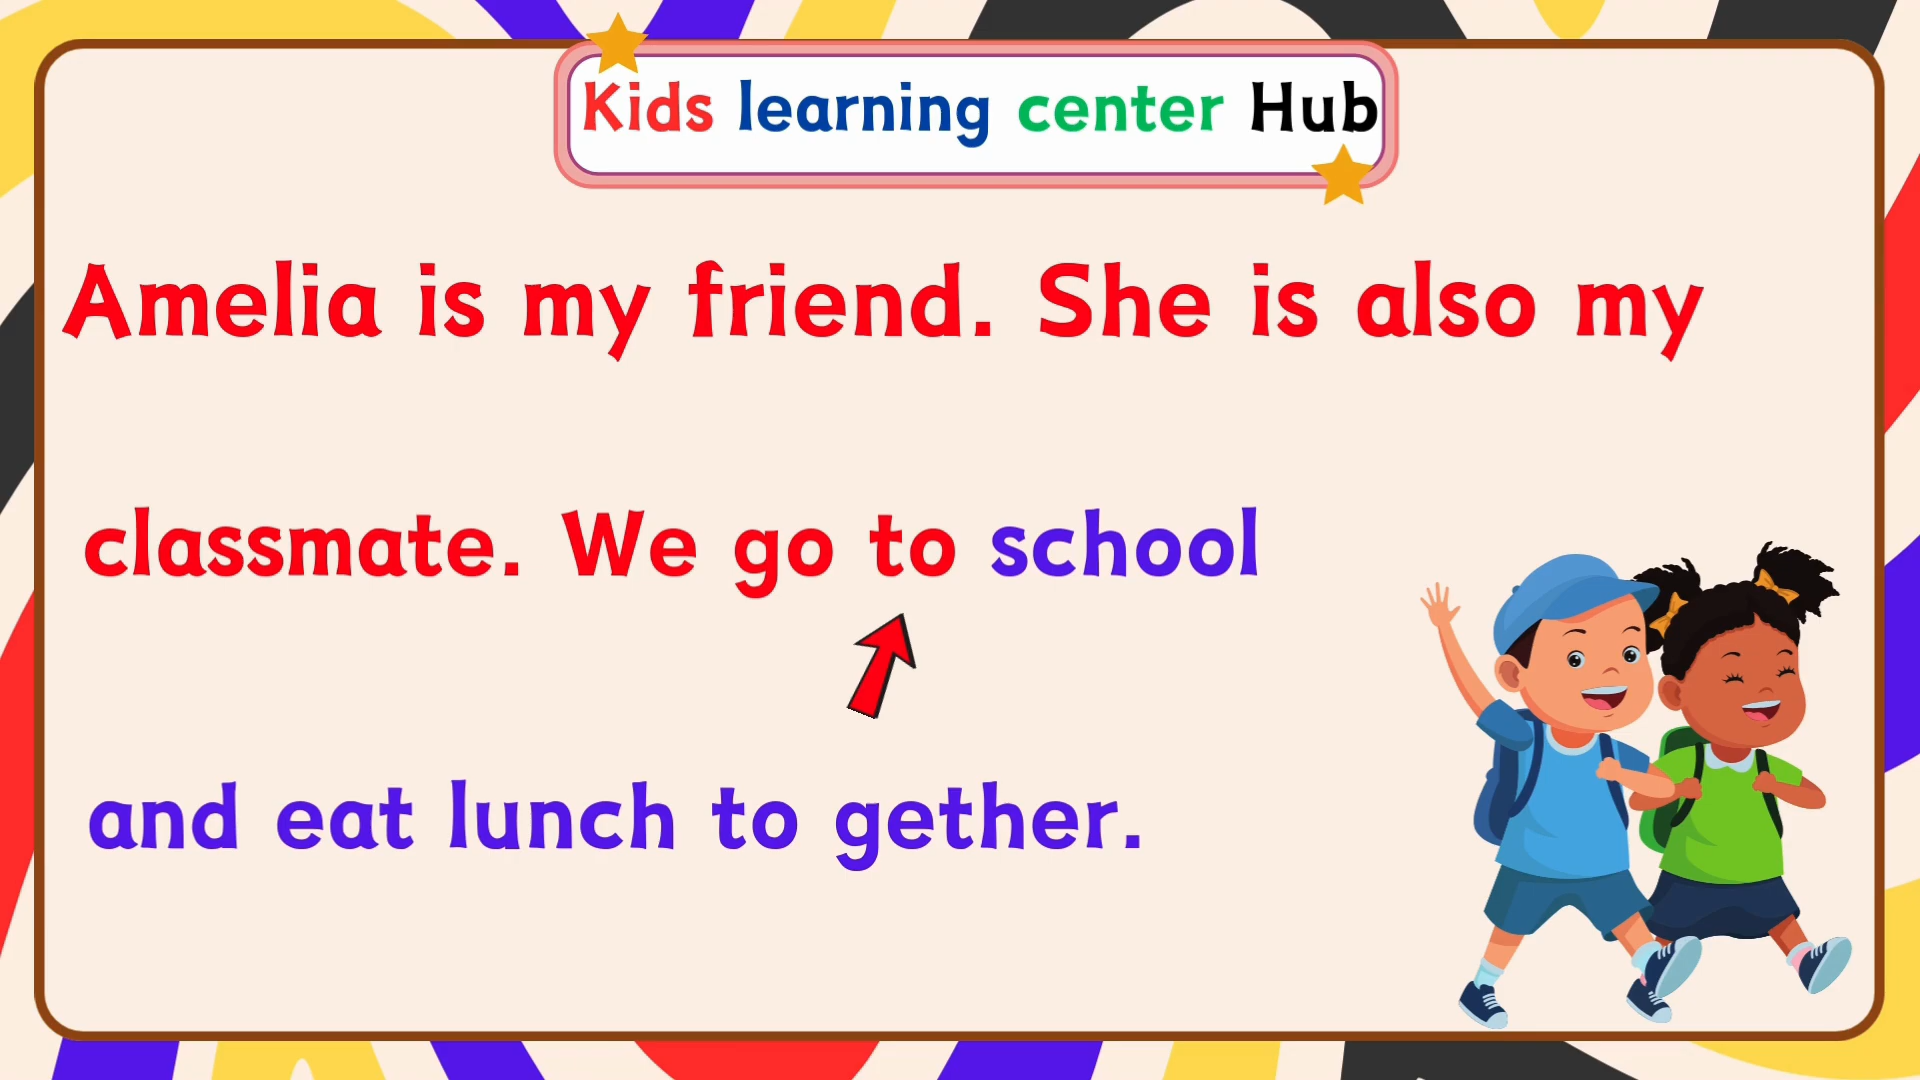 Kids learning center Hub
Amelia is my friend. She is also my
classmate. We go to school
and eat lunch to gether.